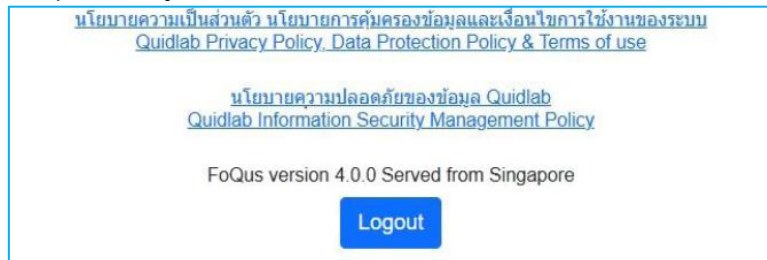 นโยบายความเป็นส่วนตัว นโยบายการคุ้มครองข้อมูลและเงื่อนไขการใช้งานของระบบ
Quidlab Privacy Policy, Data Protection Policy & Terms of use
นโยบายความปลอดภัยของข้อมูล Quidlab
Quidlab Information Security Management Policy
FoQus version 4.0.0 Served from Singapore
Logout